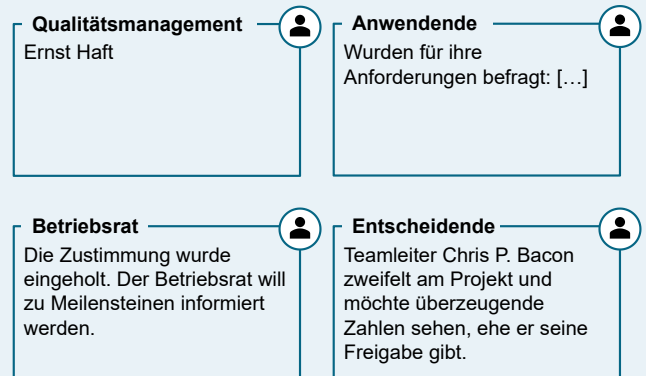 Qualitätsmanagement
Ernst Haft
Anwendende
Wurden für ihre
Anforderungen befragt: […]
Betriebsrat
Die Zustimmung wurde
eingeholt. Der Betriebsrat will
zu Meilensteinen informiert
werden.
Entscheidende
Teamleiter Chris P. Bacon
zweifelt am Projekt und
möchte überzeugende
Zahlen sehen, ehe er seine
Freigabe gibt.